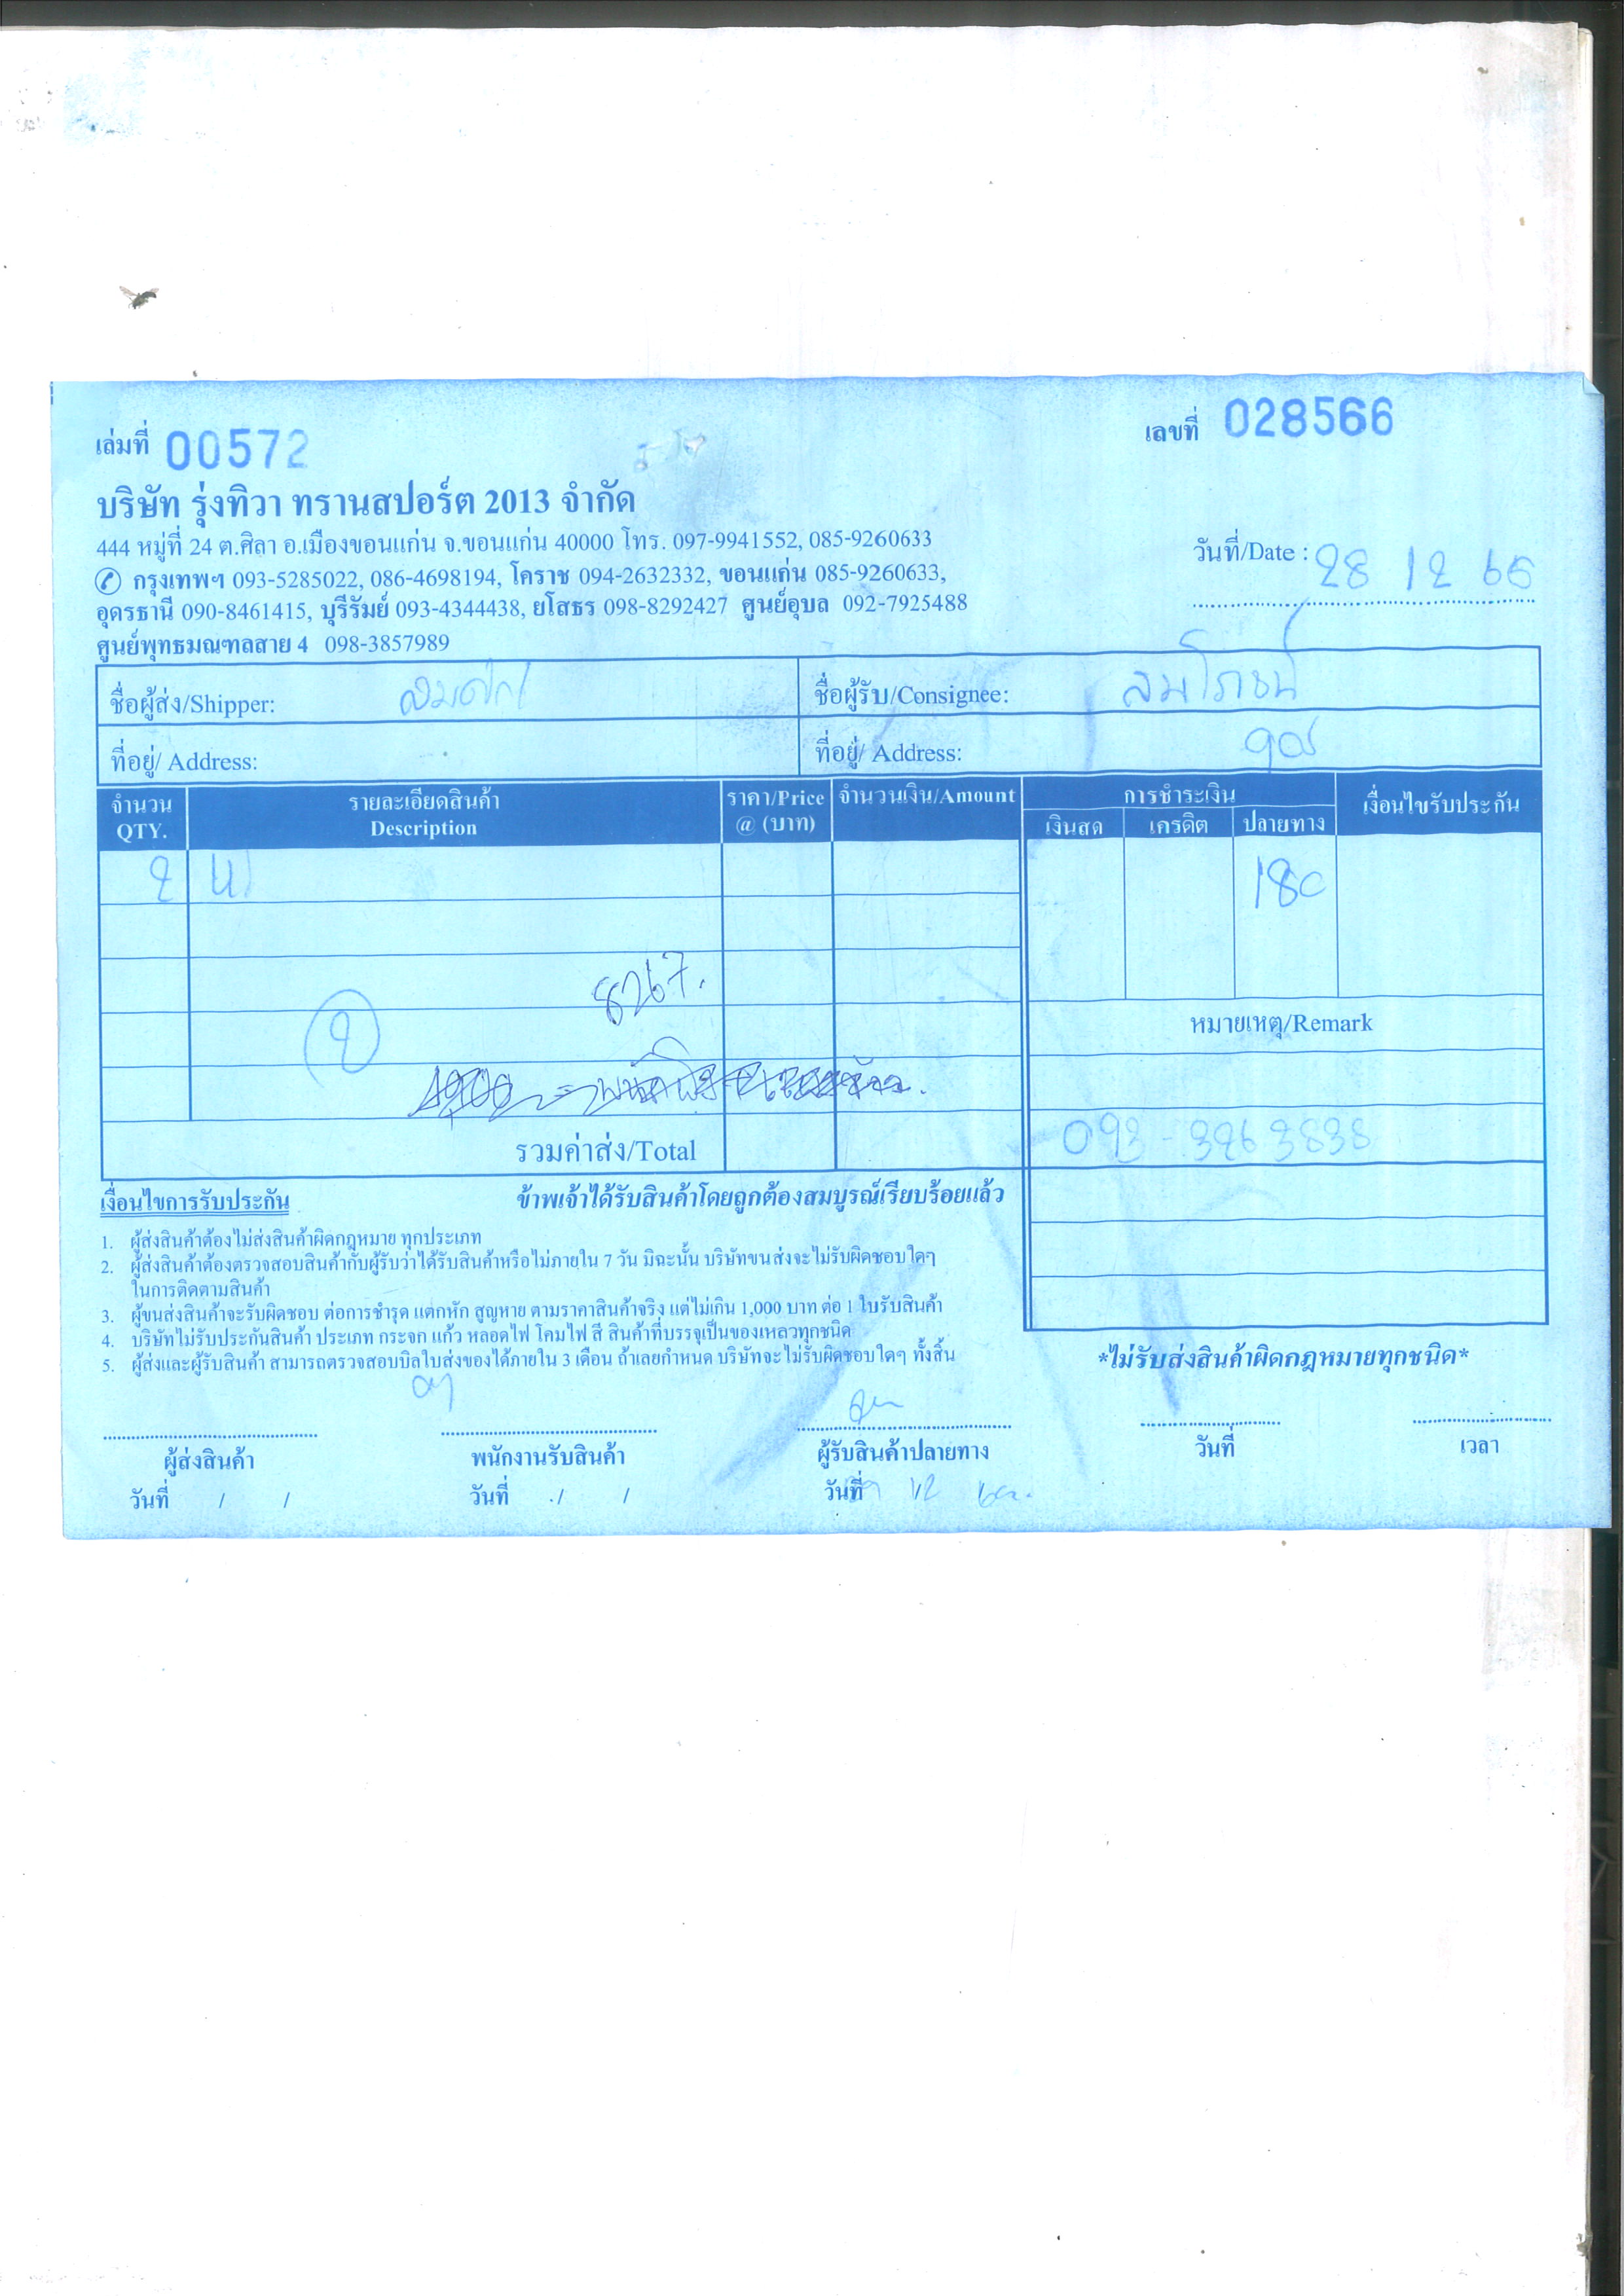 เล่มที่ 00572
เลขที่ 028566
บริษัท รุ่งทิวา ทรานสปอร์ต 2013 จำกัด
444 หมู่ที่ 24 ต.ศิลา อ.เมืองขอนแก่น จ.ขอนแก่น 40000 โทร. 097-9941552, 085-9260633
วันที่/Date : 28 12 65
✆ กรุงเทพฯ 093-5285022, 086-4698194, โคราช 094-2632332, ขอนแก่น 085-9260633,
อุดรธานี 090-8461415, บุรีรัมย์ 093-4344438, ยโสธร 098-8292427 ศูนย์อุบล 092-7925488
ศูนย์พุทธมณฑลสาย 4 098-3857989
ชื่อผู้ส่ง/Shipper:
ชื่อผู้รับ/Consignee: สมโภชน์
ที่อยู่/ Address:
ที่อยู่/ Address:
จำนวน QTY. รายละเอียดสินค้า Description ราคา/Price @ (บาท) จำนวนเงิน/Amount การชำระเงิน เงื่อนไขรับประกัน
เงินสด เครดิต ปลายทาง
2 180
8267.
2
หมายเหตุ/Remark
093-3263838
รวมค่าส่ง/Total
เงื่อนไขการรับประกัน ข้าพเจ้าได้รับสินค้าโดยถูกต้องสมบูรณ์เรียบร้อยแล้ว
1. ผู้ส่งสินค้าต้องไม่ส่งสินค้าผิดกฎหมาย ทุกประเภท
2. ผู้ส่งสินค้าต้องตรวจสอบสินค้ากับผู้รับว่าได้รับสินค้าหรือไม่ภายใน 7 วัน มิฉะนั้น บริษัทขนส่งจะไม่รับผิดชอบใดๆ
ในการติดตามสินค้า
3. ผู้ขนส่งสินค้าจะรับผิดชอบ ต่อการชำรุด แตกหัก สูญหาย ตามราคาสินค้าจริง แต่ไม่เกิน 1,000 บาท ต่อ 1 ใบรับสินค้า
4. บริษัทไม่รับประกันสินค้า ประเภท กระจก แก้ว หลอดไฟ โคมไฟ สี สินค้าที่บรรจุเป็นของเหลวทุกชนิด
5. ผู้ส่งและผู้รับสินค้า สามารถตรวจสอบบิลใบส่งของได้ภายใน 3 เดือน ถ้าเลยกำหนด บริษัทจะไม่รับผิดชอบใดๆ ทั้งสิ้น
*ไม่รับส่งสินค้าผิดกฎหมายทุกชนิด*
ผู้ส่งสินค้า พนักงานรับสินค้า ผู้รับสินค้าปลายทาง วันที่ เวลา
วันที่ / / วันที่ / / วันที่ 12